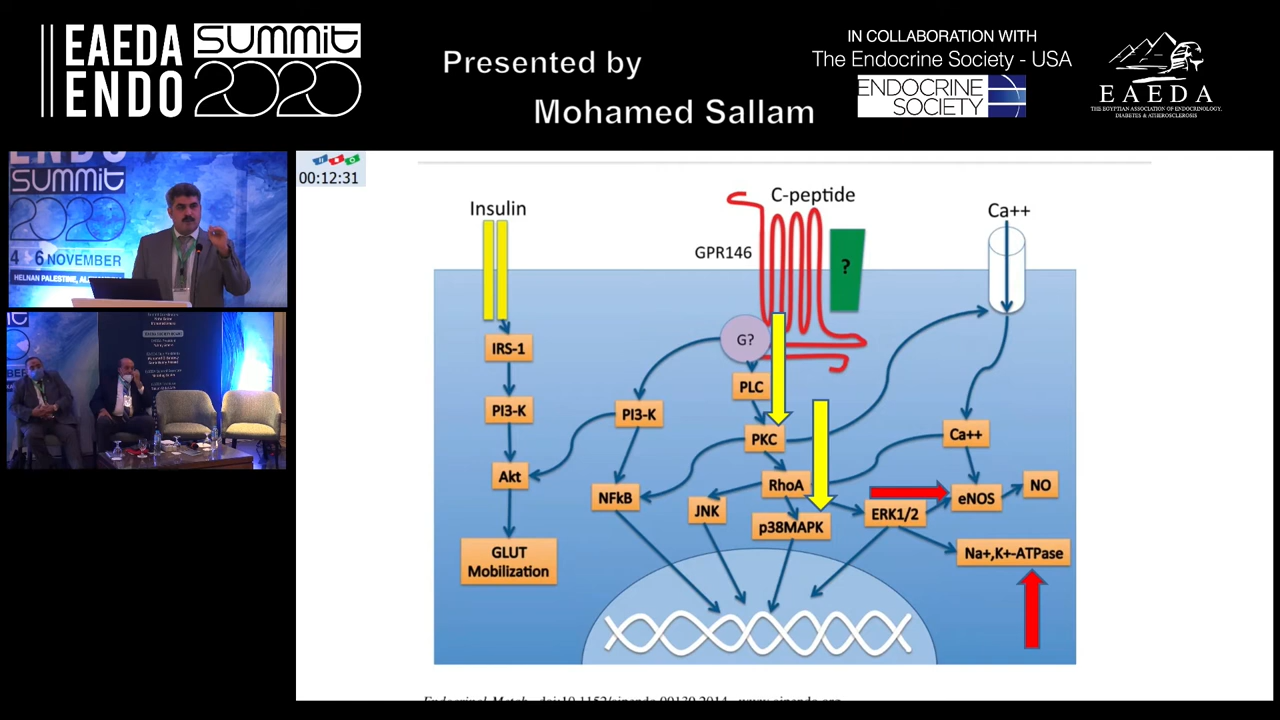 EAEDA
ENDO
SUMMIT
2020
Presented by
Mohamed Sallam
IN COLLABORATION WITH
The Endocrine Society - USA
ENDOCRINE
SOCIETY
EAEDA
THE EGYPTIAN ASSOCIATION OF ENDOCRINOLOGY,
DIABETES & ATHEROSCLEROSIS
SUMMIT
2020
6 NOVEMBER
HELNAN PALESTINE,
00:12:31
Insulin
C-peptide
Ca++
GPR146
?
G?
IRS-1
PLC
PI3-K
PI3-K
PKC
Ca++
Akt
NFkB
RhoA
JNK
p38MAPK
ERK1/2
eNOS
NO
GLUT
Mobilization
Na+,K+-ATPase